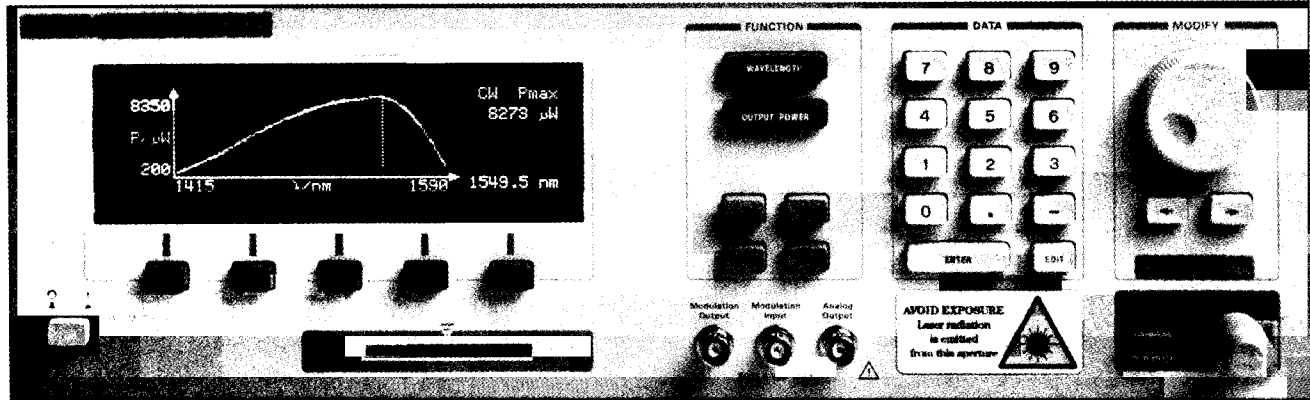 FUNCTION
DATA
MODIFY
8350
P/µW
200
1415
λ/nm
1590
CW Pmax
8273 µW
1549.5 nm
WAVELENGTH
OUTPUT POWER
7 8 9
4 5 6
1 2 3
0 . -
ENTER
EDIT
Modulation Output
Modulation Input
Analog Output
AVOID EXPOSURE
Laser radiation
is emitted
from this aperture